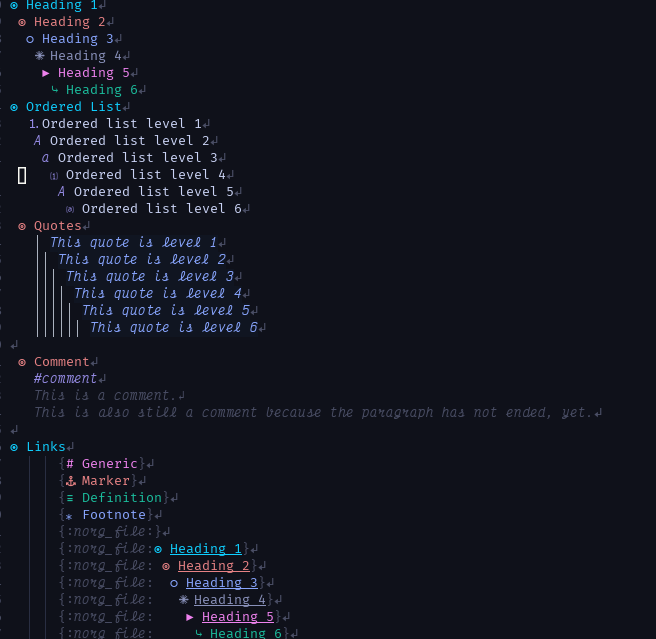 ◉ Heading 1↲
◉ Heading 2↲
○ Heading 3↲
✳ Heading 4↲
▶ Heading 5↲
⤷ Heading 6↲
◉ Ordered List↲
1.Ordered list level 1↲
A Ordered list level 2↲
a Ordered list level 3↲
⑴ Ordered list level 4↲
A Ordered list level 5↲
⒜ Ordered list level 6↲
◉ Quotes↲
This quote is level 1↲
This quote is level 2↲
This quote is level 3↲
This quote is level 4↲
This quote is level 5↲
This quote is level 6↲
↲
◉ Comment↲
#comment↲
This is a comment.↲
This is also still a comment because the paragraph has not ended, yet.↲
↲
◉ Links↲
{# Generic}↲
{⚓ Marker}↲
{≡ Definition}↲
{⁎ Footnote}↲
{:norg_file:}↲
{:norg_file:◉ Heading 1}↲
{:norg_file: ◉ Heading 2}↲
{:norg_file: ○ Heading 3}↲
{:norg_file: ✳ Heading 4}↲
{:norg_file: ▶ Heading 5}↲
{:norg_file: ⤷ Heading 6}↲